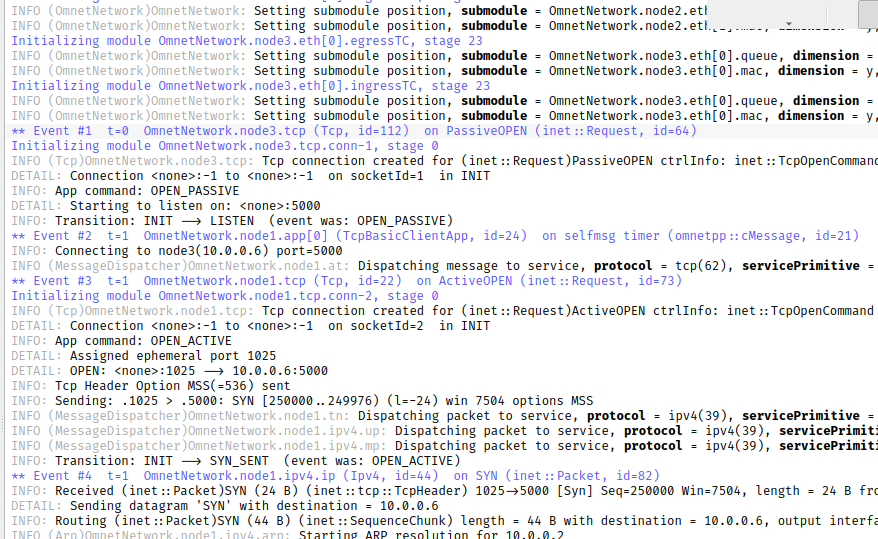 INFO (OmnetNetwork)OmnetNetwork: Setting submodule position, submodule = OmnetNetwork.node2.eth
INFO (OmnetNetwork)OmnetNetwork: Setting submodule position, submodule = OmnetNetwork.node2.eth
Initializing module OmnetNetwork.node3.eth[0].egressTC, stage 23
INFO (OmnetNetwork)OmnetNetwork: Setting submodule position, submodule = OmnetNetwork.node3.eth[0].queue, dimension =
INFO (OmnetNetwork)OmnetNetwork: Setting submodule position, submodule = OmnetNetwork.node3.eth[0].mac, dimension = y,
Initializing module OmnetNetwork.node3.eth[0].ingressTC, stage 23
INFO (OmnetNetwork)OmnetNetwork: Setting submodule position, submodule = OmnetNetwork.node3.eth[0].queue, dimension =
INFO (OmnetNetwork)OmnetNetwork: Setting submodule position, submodule = OmnetNetwork.node3.eth[0].mac, dimension = y,
** Event #1 t=0 OmnetNetwork.node3.tcp (Tcp, id=112) on PassiveOPEN (inet::Request, id=64)
Initializing module OmnetNetwork.node3.tcp.conn-1, stage 0
INFO (Tcp)OmnetNetwork.node3.tcp: Tcp connection created for (inet::Request)PassiveOPEN ctrlInfo: inet::TcpOpenCommand
DETAIL: Connection <none>:-1 to <none>:-1 on socketId=1 in INIT
INFO: App command: OPEN_PASSIVE
DETAIL: Starting to listen on: <none>:5000
INFO: Transition: INIT --> LISTEN (event was: OPEN_PASSIVE)
** Event #2 t=1 OmnetNetwork.node1.app[0] (TcpBasicClientApp, id=24) on selfmsg timer (omnetpp::cMessage, id=21)
INFO: Connecting to node3(10.0.0.6) port=5000
INFO (MessageDispatcher)OmnetNetwork.node1.at: Dispatching message to service, protocol = tcp(62), servicePrimitive =
** Event #3 t=1 OmnetNetwork.node1.tcp (Tcp, id=22) on ActiveOPEN (inet::Request, id=73)
Initializing module OmnetNetwork.node1.tcp.conn-2, stage 0
INFO (Tcp)OmnetNetwork.node1.tcp: Tcp connection created for (inet::Request)ActiveOPEN ctrlInfo: inet::TcpOpenCommand
DETAIL: Connection <none>:-1 to <none>:-1 on socketId=2 in INIT
INFO: App command: OPEN_ACTIVE
DETAIL: Assigned ephemeral port 1025
DETAIL: OPEN: <none>:1025 --> 10.0.0.6:5000
INFO: Tcp Header Option MSS(=536) sent
INFO: Sending: .1025 > .5000: SYN [250000..249976) (l=-24) win 7504 options MSS
INFO (MessageDispatcher)OmnetNetwork.node1.tn: Dispatching packet to service, protocol = ipv4(39), servicePrimitive =
INFO (MessageDispatcher)OmnetNetwork.node1.ipv4.up: Dispatching packet to service, protocol = ipv4(39), servicePrimiti
INFO (MessageDispatcher)OmnetNetwork.node1.ipv4.mp: Dispatching packet to service, protocol = ipv4(39), servicePrimiti
INFO: Transition: INIT --> SYN_SENT (event was: OPEN_ACTIVE)
** Event #4 t=1 OmnetNetwork.node1.ipv4.ip (Ipv4, id=44) on SYN (inet::Packet, id=82)
INFO: Received (inet::Packet)SYN (24 B) (inet::tcp::TcpHeader) 1025->5000 [Syn] Seq=250000 Win=7504, length = 24 B fro
DETAIL: Sending datagram 'SYN' with destination = 10.0.0.6
INFO: Routing (inet::Packet)SYN (44 B) (inet::SequenceChunk) length = 44 B with destination = 10.0.0.6, output interfa
INFO (Arp)OmnetNetwork.node1.ipv4.arp: Starting ARP resolution for 10.0.0.2